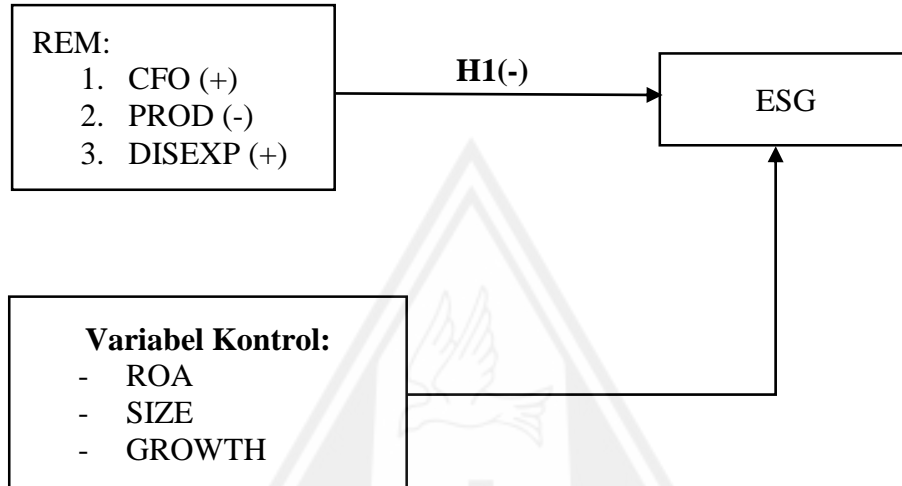 REM:
1. CFO (+)
2. PROD (-)
3. DISEXP (+)
H1(-)
ESG
Variabel Kontrol:
- ROA
- SIZE
- GROWTH